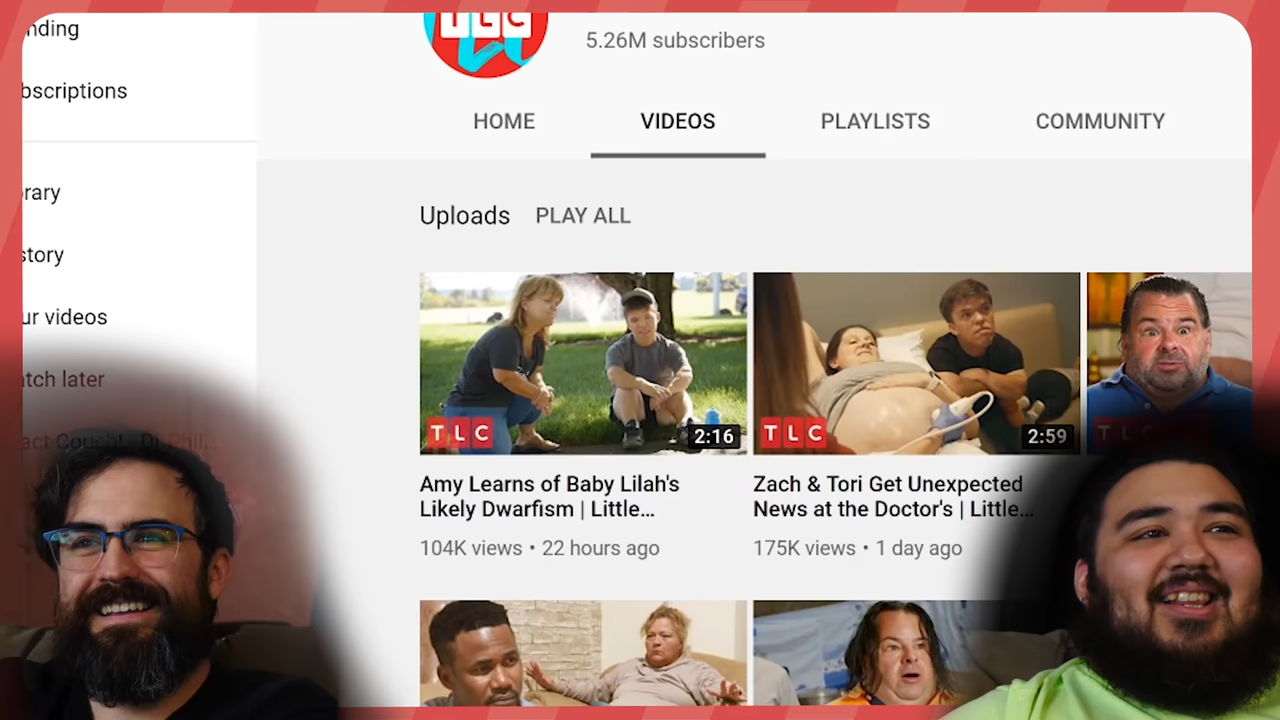 nding
TLC
5.26M subscribers
bscriptions
HOME
VIDEOS
PLAYLISTS
COMMUNITY
rary
Uploads PLAY ALL
story
ur videos
atch later
TLC
2:16
TLC
2:59
TLC
Amy Learns of Baby Lilah's
Likely Dwarfism | Little...
104K views • 22 hours ago
Zach & Tori Get Unexpected
News at the Doctor's | Little...
175K views • 1 day ago